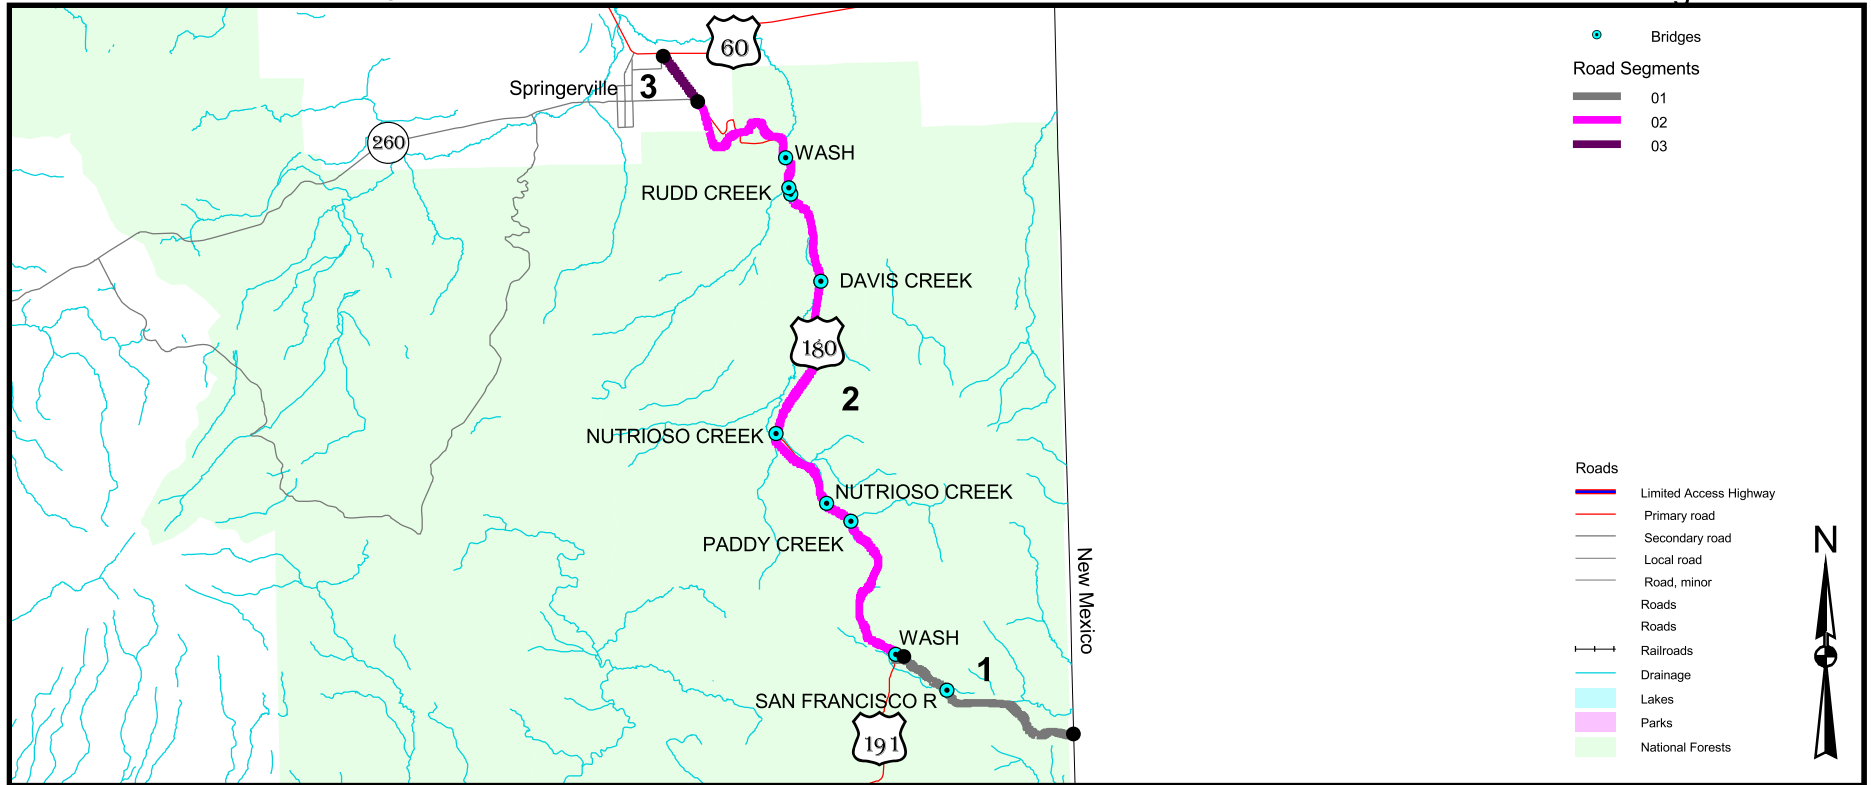 60
Springerville
3
260
WASH
RUDD CREEK
DAVIS CREEK
180
2
NUTRIOSO CREEK
NUTRIOSO CREEK
PADDY CREEK
New Mexico
WASH
1
SAN FRANCISCO R
191
Bridges
Road Segments
01
02
03
Roads
Limited Access Highway
Primary road
Secondary road
Local road
Road, minor
Roads
Roads
Railroads
Drainage
Lakes
Parks
National Forests
N